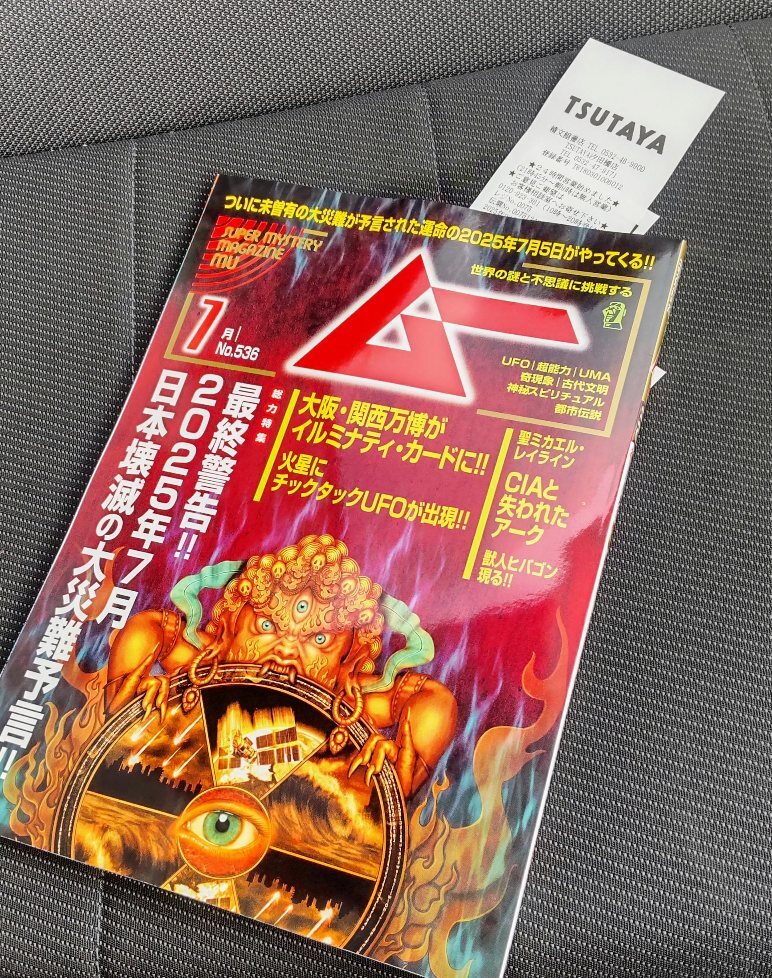 TSUTAYA
ついに未曽有の大災難が予言された運命の2025年7月5日がやってくる!!
SUPER MYSTERY
MAGAZINE
MU
世界の謎と不思議に挑戦する
ムー
7月
No.536
UFO|超能力|UMA
奇現象|古代文明
神秘スピリチュアル
都市伝説
総力特集
最終警告!!
2025年7月
日本壊滅の大災難予言!!
大阪・関西万博が
イルミナティ・カードに!!
火星に
チックタックUFOが出現!!
聖ミカエル・
レイライン
CIAと
失われた
アーク
獣人ヒバゴン
現る!!